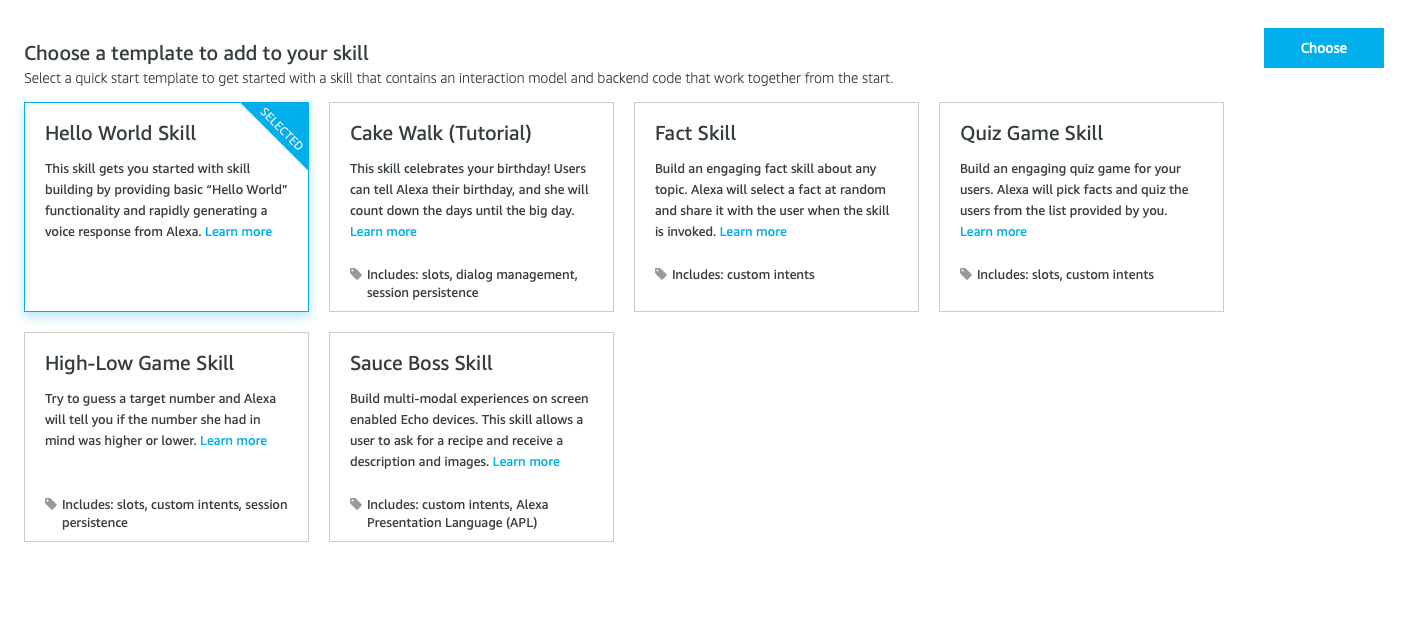 Choose a template to add to your skill
Choose
Select a quick start template to get started with a skill that contains an interaction model and backend code that work together from the start.
Hello World Skill
SELECTED
This skill gets you started with skill
building by providing basic “Hello World”
functionality and rapidly generating a
voice response from Alexa. Learn more
Cake Walk (Tutorial)
This skill celebrates your birthday! Users
can tell Alexa their birthday, and she will
count down the days until the big day.
Learn more
Includes: slots, dialog management,
session persistence
Fact Skill
Build an engaging fact skill about any
topic. Alexa will select a fact at random
and share it with the user when the skill
is invoked. Learn more
Includes: custom intents
Quiz Game Skill
Build an engaging quiz game for your
users. Alexa will pick facts and quiz the
users from the list provided by you.
Learn more
Includes: slots, custom intents
High-Low Game Skill
Try to guess a target number and Alexa
will tell you if the number she had in
mind was higher or lower. Learn more
Includes: slots, custom intents, session
persistence
Sauce Boss Skill
Build multi-modal experiences on screen
enabled Echo devices. This skill allows a
user to ask for a recipe and receive a
description and images. Learn more
Includes: custom intents, Alexa
Presentation Language (APL)